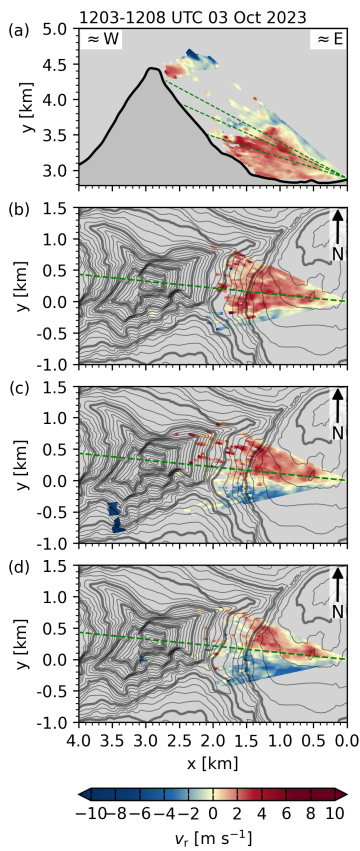 1203-1208 UTC 03 Oct 2023
(a)
≈ W
≈ E
5.0
4.5
4.0
3.5
3.0
y [km]
(b)
1.5
1.0
0.5
0.0
-0.5
-1.0
y [km]
N
(c)
1.5
1.0
0.5
0.0
-0.5
-1.0
y [km]
N
(d)
1.5
1.0
0.5
0.0
-0.5
-1.0
y [km]
N
4.0 3.5 3.0 2.5 2.0 1.5 1.0 0.5 0.0
x [km]
−10 −8 −6 −4 −2 0 2 4 6 8 10
vr [m s⁻¹]